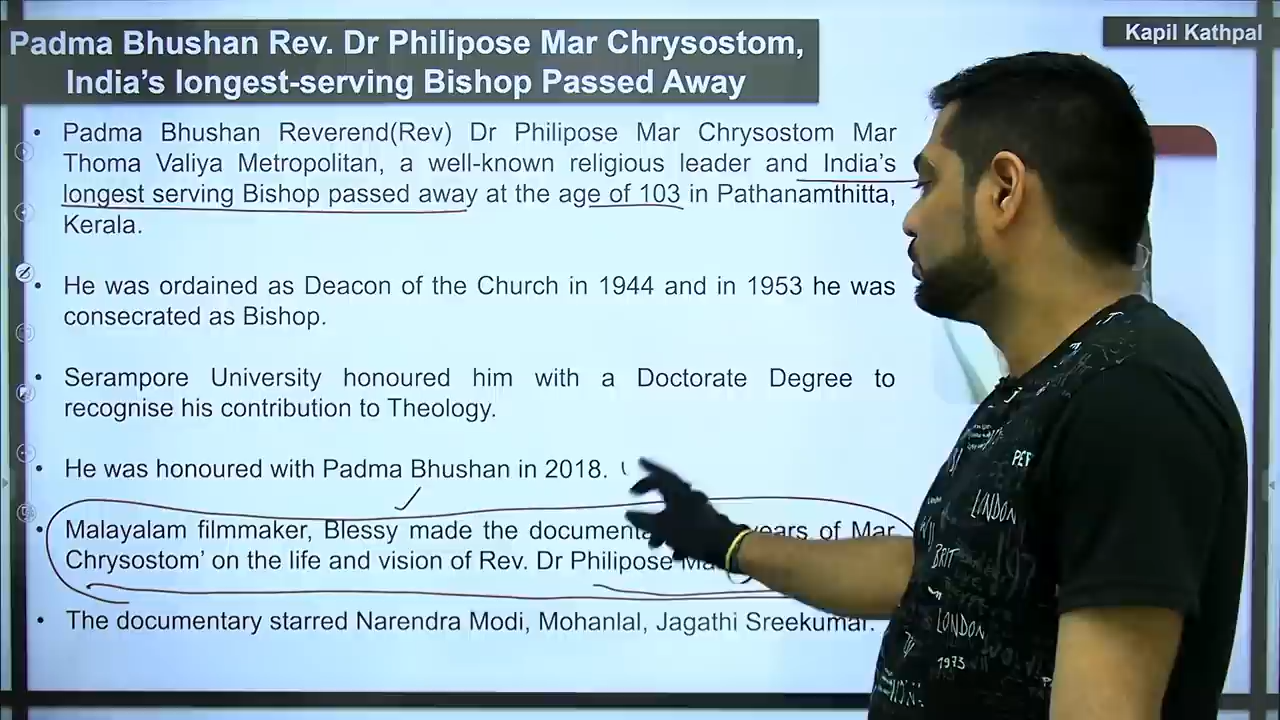 Padma Bhushan Rev. Dr Philipose Mar Chrysostom,
India's longest-serving Bishop Passed Away
Kapil Kathpal
• Padma Bhushan Reverend(Rev) Dr Philipose Mar Chrysostom Mar
Thoma Valiya Metropolitan, a well-known religious leader and India's
longest serving Bishop passed away at the age of 103 in Pathanamthitta,
Kerala.
• He was ordained as Deacon of the Church in 1944 and in 1953 he was
consecrated as Bishop.
• Serampore University honoured him with a Doctorate Degree to
recognise his contribution to Theology.
• He was honoured with Padma Bhushan in 2018.
Malayalam filmmaker, Blessy made the documenta years of Mar
Chrysostom' on the life and vision of Rev. Dr Philipose Ma
• The documentary starred Narendra Modi, Mohanlal, Jagathi Sreekumar.
LONDON
BRIT
LONDON
1973